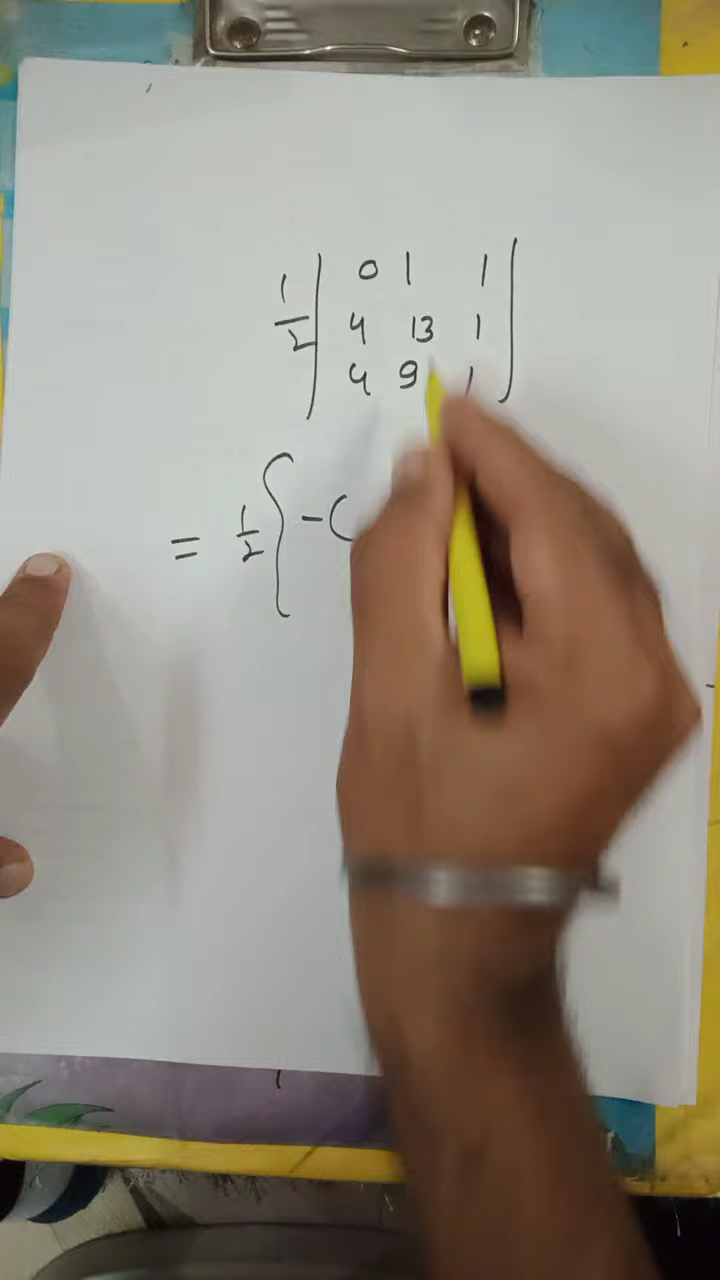 1/2 | 0 1 1 |
| 4 13 1 |
| 4 9 1 |
= 1/2 { -(